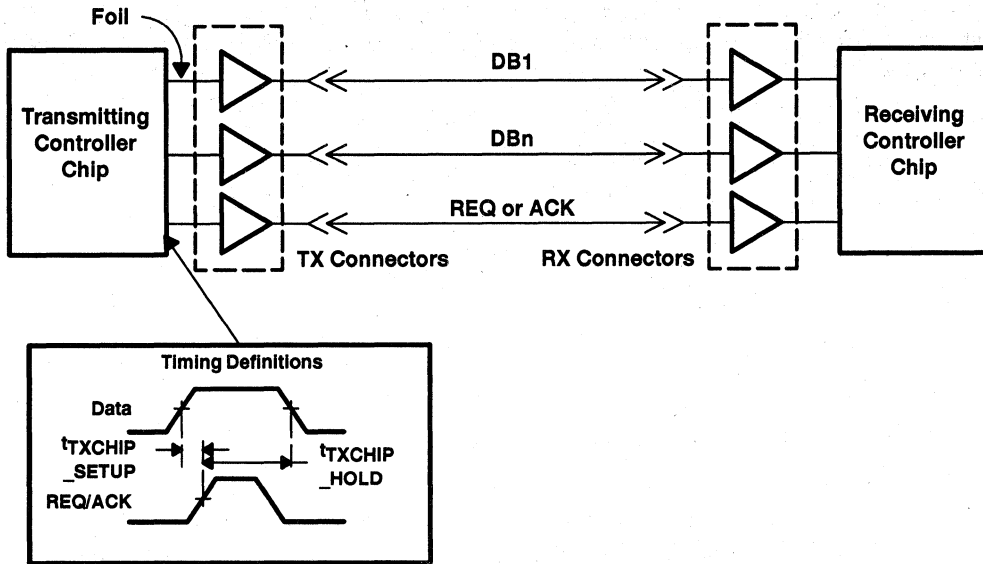 Foil
Transmitting
Controller
Chip
DB1
DBn
REQ or ACK
TX Connectors
RX Connectors
Receiving
Controller
Chip
Timing Definitions
Data
tTXCHIP
_SETUP
tTXCHIP
_HOLD
REQ/ACK